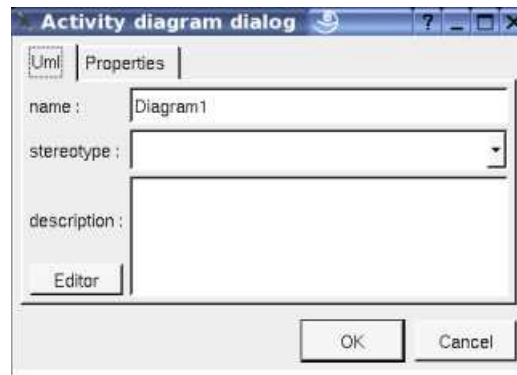 Activity diagram dialog ?
Uml Properties
name : Diagram1
stereotype :
description :
Editor
OK Cancel